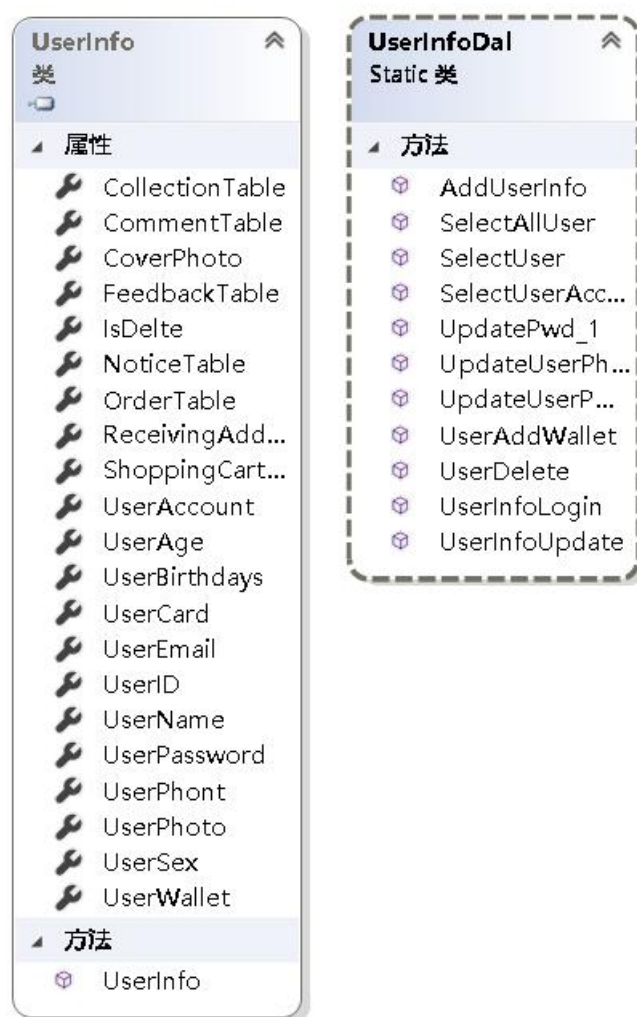 UserInfo
类
属性
CollectionTable
CommentTable
CoverPhoto
FeedbackTable
IsDelte
NoticeTable
OrderTable
ReceivingAdd...
ShoppingCart...
UserAccount
UserAge
UserBirthdays
UserCard
UserEmail
UserID
UserName
UserPassword
UserPhont
UserPhoto
UserSex
UserWallet
方法
UserInfo
UserInfoDal
Static 类
方法
AddUserInfo
SelectAllUser
SelectUser
SelectUserAcc...
UpdatePwd_1
UpdateUserPh...
UpdateUserP...
UserAddWallet
UserDelete
UserInfoLogin
UserInfoUpdate